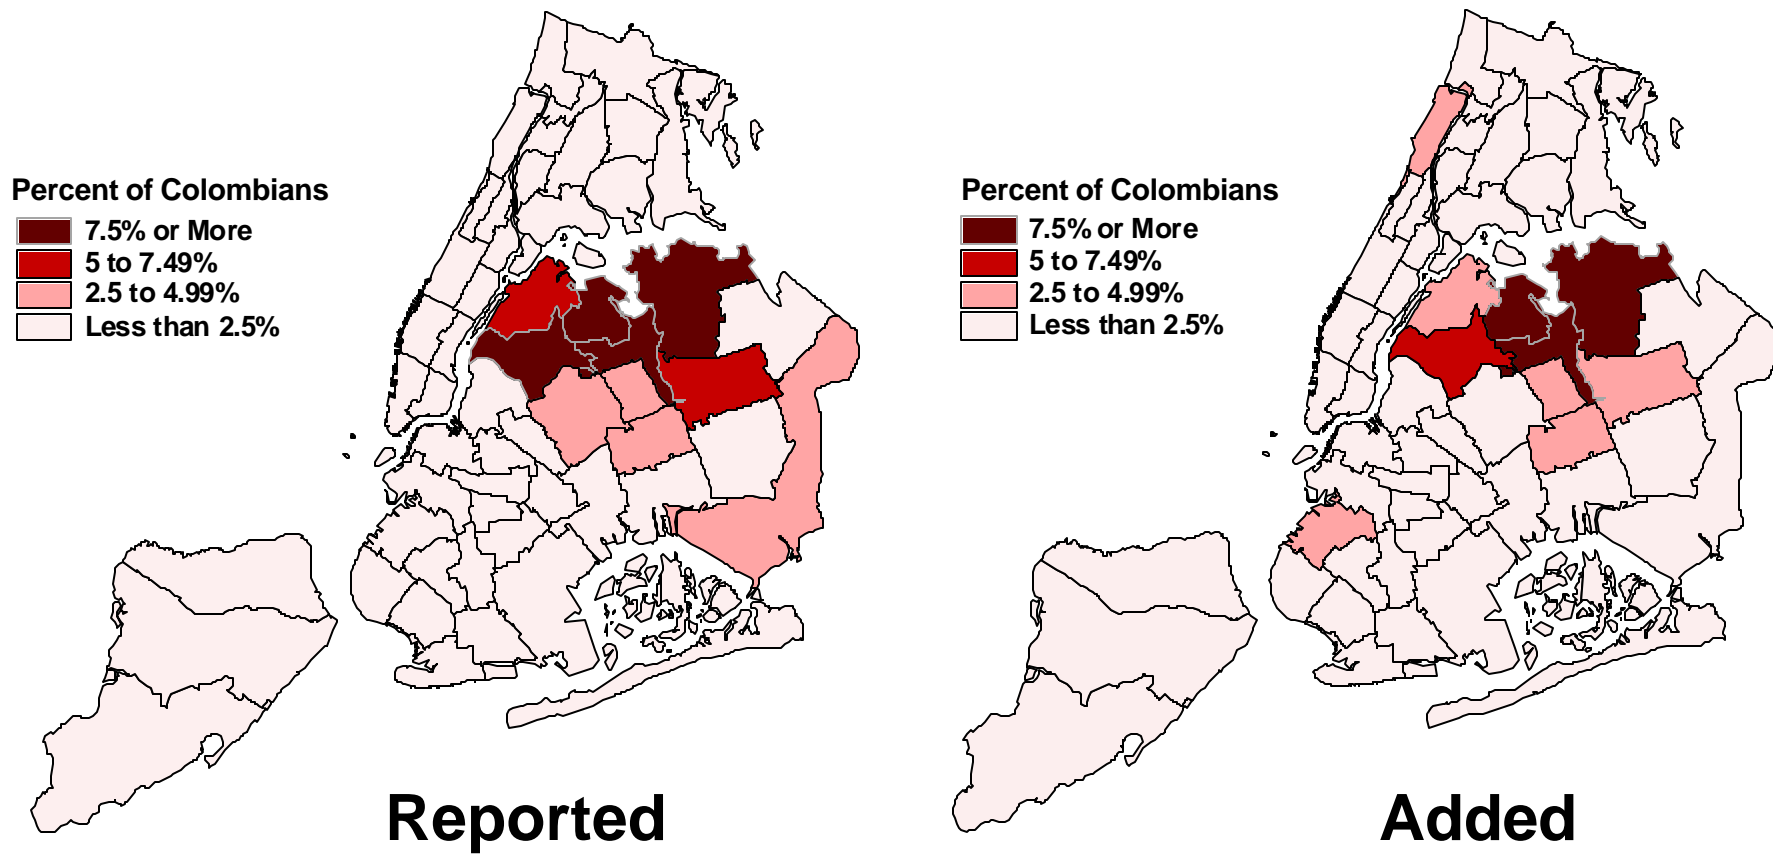 Percent of Colombians
7.5% or More
5 to 7.49%
2.5 to 4.99%
Less than 2.5%
Reported
Percent of Colombians
7.5% or More
5 to 7.49%
2.5 to 4.99%
Less than 2.5%
Added